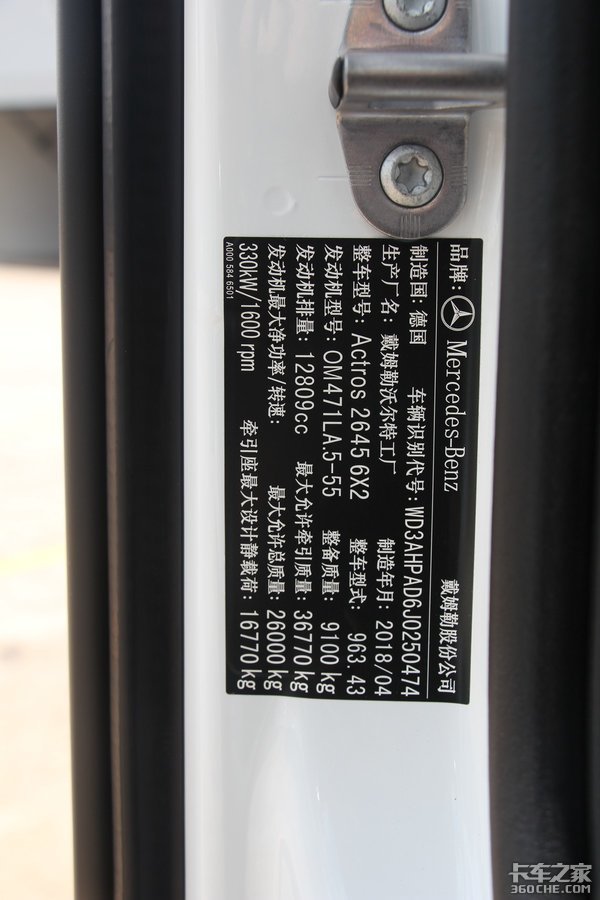 品牌: Mercedes-Benz 戴姆勒股份公司
制造国: 德国 车辆识别代号: WD3AHPAD6J0250474
生产厂名: 戴姆勒沃尔特工厂 制造年月: 2018/04
整车型号: Actros 2645 6X2 整车型式: 963.43
发动机型号: OM471LA.5-55 整备质量: 9100 kg
发动机排量: 12809cc 最大允许牵引质量: 36770 kg
发动机最大净功率/转速: 最大允许总质量: 26000 kg
330kW/1600 rpm 牵引座最大设计静载荷: 16770 kg
A000 584 6501
卡车之家
360CHE.COM